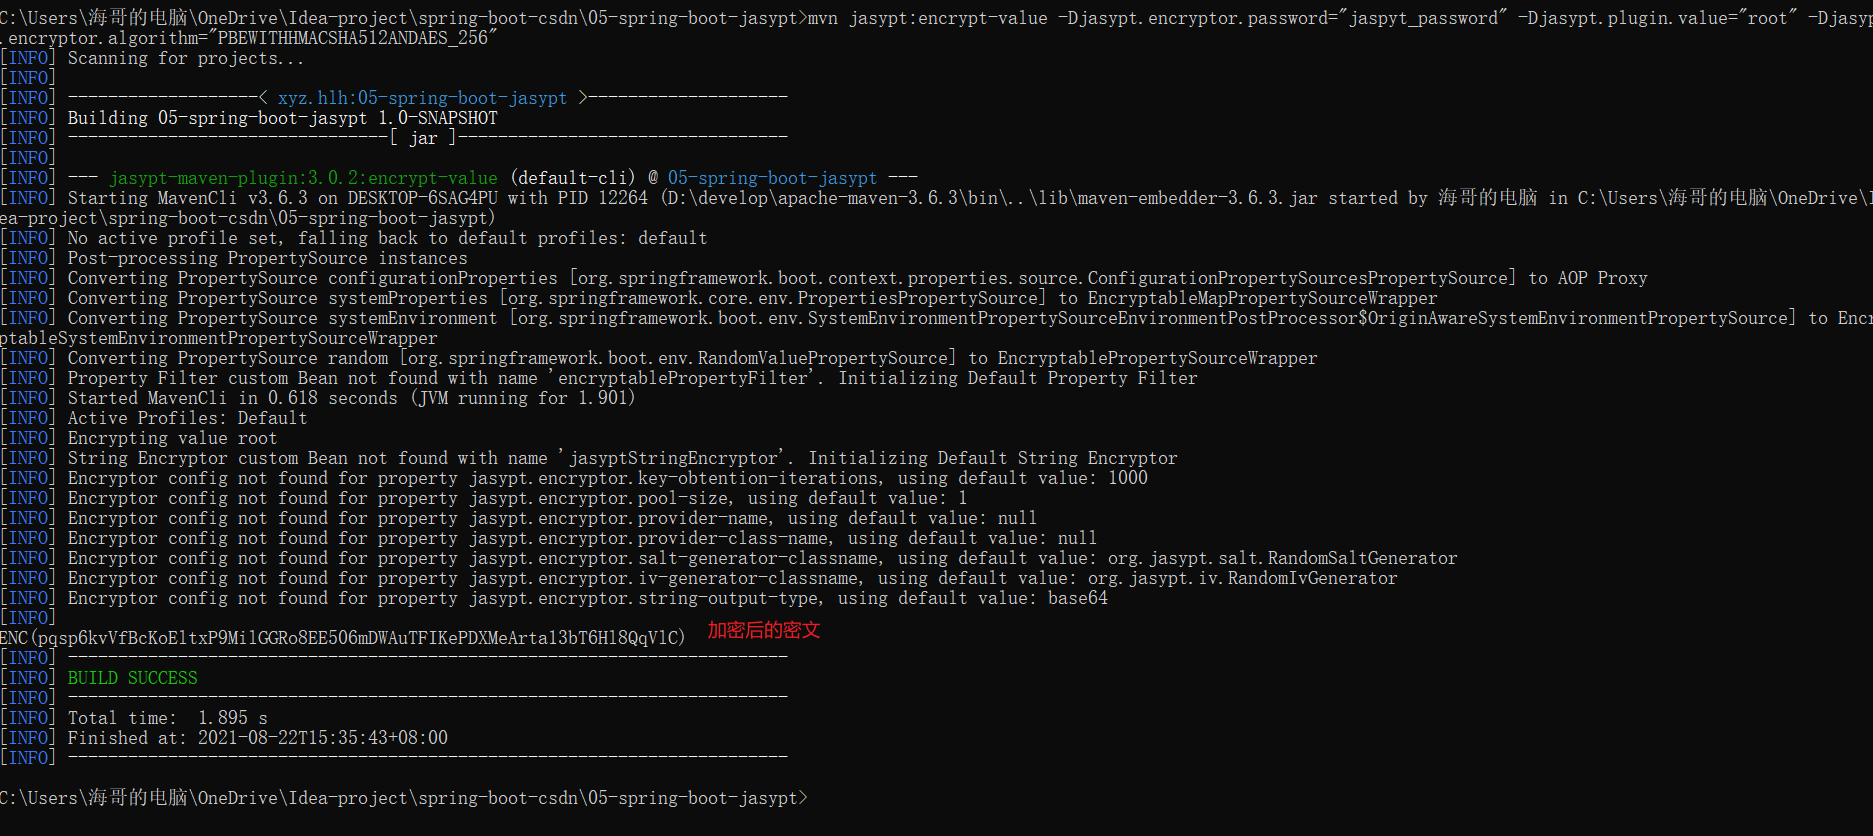 C:\Users\海哥的电脑\OneDrive\Idea-project\spring-boot-csdn\05-spring-boot-jasypt>mvn jasypt:encrypt-value -Djasypt.encryptor.password="jaspyt_password" -Djasypt.plugin.value="root" -Djasyp
.encryptor.algorithm="PBEWITHHMACSHA512ANDAES_256"
[INFO] Scanning for projects...
[INFO]
[INFO] -------------------< xyz.hlh:05-spring-boot-jasypt >--------------------
[INFO] Building 05-spring-boot-jasypt 1.0-SNAPSHOT
[INFO] --------------------------------[ jar ]---------------------------------
[INFO]
[INFO] --- jasypt-maven-plugin:3.0.2:encrypt-value (default-cli) @ 05-spring-boot-jasypt ---
[INFO] Starting MavenCli v3.6.3 on DESKTOP-6SAG4PU with PID 12264 (D:\develop\apache-maven-3.6.3\bin\..\lib\maven-embedder-3.6.3.jar started by 海哥的电脑 in C:\Users\海哥的电脑\OneDrive\I
ea-project\spring-boot-csdn\05-spring-boot-jasypt)
[INFO] No active profile set, falling back to default profiles: default
[INFO] Post-processing PropertySource instances
[INFO] Converting PropertySource configurationProperties [org.springframework.boot.context.properties.source.ConfigurationPropertySourcesPropertySource] to AOP Proxy
[INFO] Converting PropertySource systemProperties [org.springframework.core.env.PropertiesPropertySource] to EncryptableMapPropertySourceWrapper
[INFO] Converting PropertySource systemEnvironment [org.springframework.boot.env.SystemEnvironmentPropertySourceEnvironmentPostProcessor$OriginAwareSystemEnvironmentPropertySource] to Encr
ptableSystemEnvironmentPropertySourceWrapper
[INFO] Converting PropertySource random [org.springframework.boot.env.RandomValuePropertySource] to EncryptablePropertySourceWrapper
[INFO] Property Filter custom Bean not found with name 'encryptablePropertyFilter'. Initializing Default Property Filter
[INFO] Started MavenCli in 0.618 seconds (JVM running for 1.901)
[INFO] Active Profiles: Default
[INFO] Encrypting value root
[INFO] String Encryptor custom Bean not found with name 'jasyptStringEncryptor'. Initializing Default String Encryptor
[INFO] Encryptor config not found for property jasypt.encryptor.key-obtention-iterations, using default value: 1000
[INFO] Encryptor config not found for property jasypt.encryptor.pool-size, using default value: 1
[INFO] Encryptor config not found for property jasypt.encryptor.provider-name, using default value: null
[INFO] Encryptor config not found for property jasypt.encryptor.provider-class-name, using default value: null
[INFO] Encryptor config not found for property jasypt.encryptor.salt-generator-classname, using default value: org.jasypt.salt.RandomSaltGenerator
[INFO] Encryptor config not found for property jasypt.encryptor.iv-generator-classname, using default value: org.jasypt.iv.RandomIvGenerator
[INFO] Encryptor config not found for property jasypt.encryptor.string-output-type, using default value: base64
[INFO]
ENC(pqsp6kvVfBcKoEltxP9MilGGRo8EE506mDWAuTFIKePDXMeArta13bT6Hl8QqVlC) 加密后的密文
[INFO] ------------------------------------------------------------------------
[INFO] BUILD SUCCESS
[INFO] ------------------------------------------------------------------------
[INFO] Total time:  1.895 s
[INFO] Finished at: 2021-08-22T15:35:43+08:00
[INFO] ------------------------------------------------------------------------
C:\Users\海哥的电脑\OneDrive\Idea-project\spring-boot-csdn\05-spring-boot-jasypt>